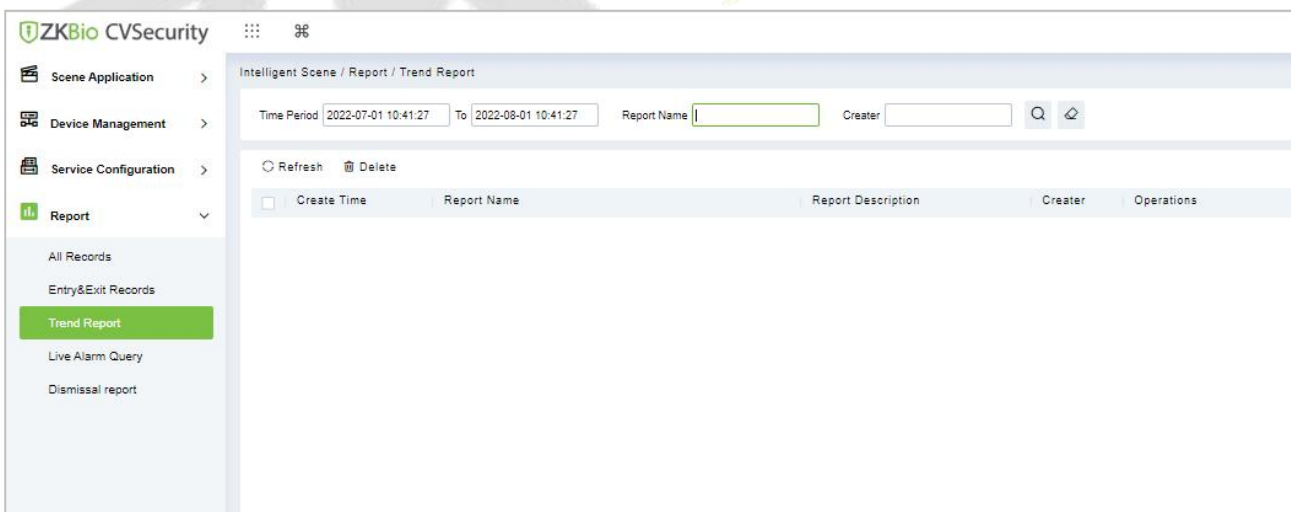 ZKBio CVSecurity
Scene Application
Device Management
Service Configuration
Report
All Records
Entry&Exit Records
Trend Report
Live Alarm Query
Dismissal report
Intelligent Scene / Report / Trend Report
Time Period 2022-07-01 10:41:27 To 2022-08-01 10:41:27 Report Name Creater
Refresh Delete
Create Time Report Name Report Description Creater Operations